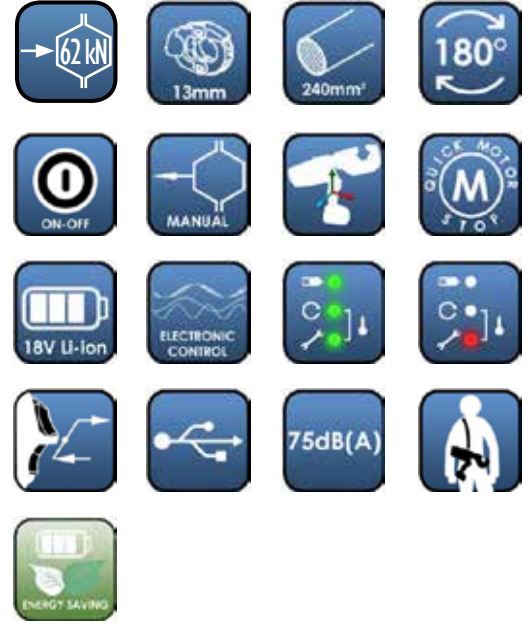 62 kN
13mm
240mm²
180°
ON-OFF
MANUAL
QUICK MOTOR STOP
M
18V Li-Ion
ELECTRONIC
CONTROL
75dB(A)
ENERGY SAVING